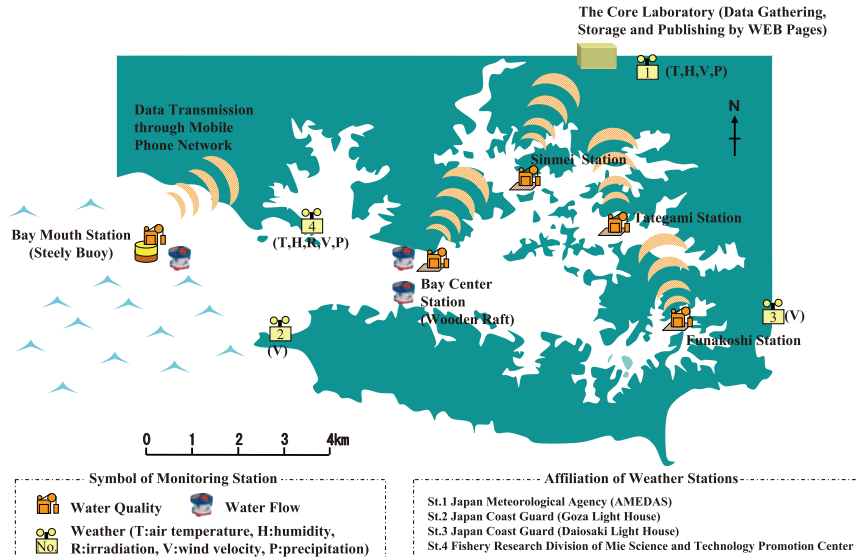 The Core Laboratory (Data Gathering,
Storage and Publishing by WEB Pages)
1
(T,H,V,P)
N
Data Transmission
through Mobile
Phone Network
Sinmei Station
Tategami Station
4
(T,H,R,V,P)
Bay Mouth Station
(Steely Buoy)
Bay Center
Station
(Wooden Raft)
3
(V)
2
(V)
Funakoshi Station
0 1 2 3 4km
Symbol of Monitoring Station
Water Quality
Water Flow
No.
Weather (T:air temperature, H:humidity,
R:irradiation, V:wind velocity, P:precipitation)
Affiliation of Weather Stations
St.1 Japan Meteorological Agency (AMEDAS)
St.2 Japan Coast Guard (Goza Light House)
St.3 Japan Coast Guard (Daiosaki Light House)
St.4 Fishery Research Division of Mie Science and Technology Promotion Center